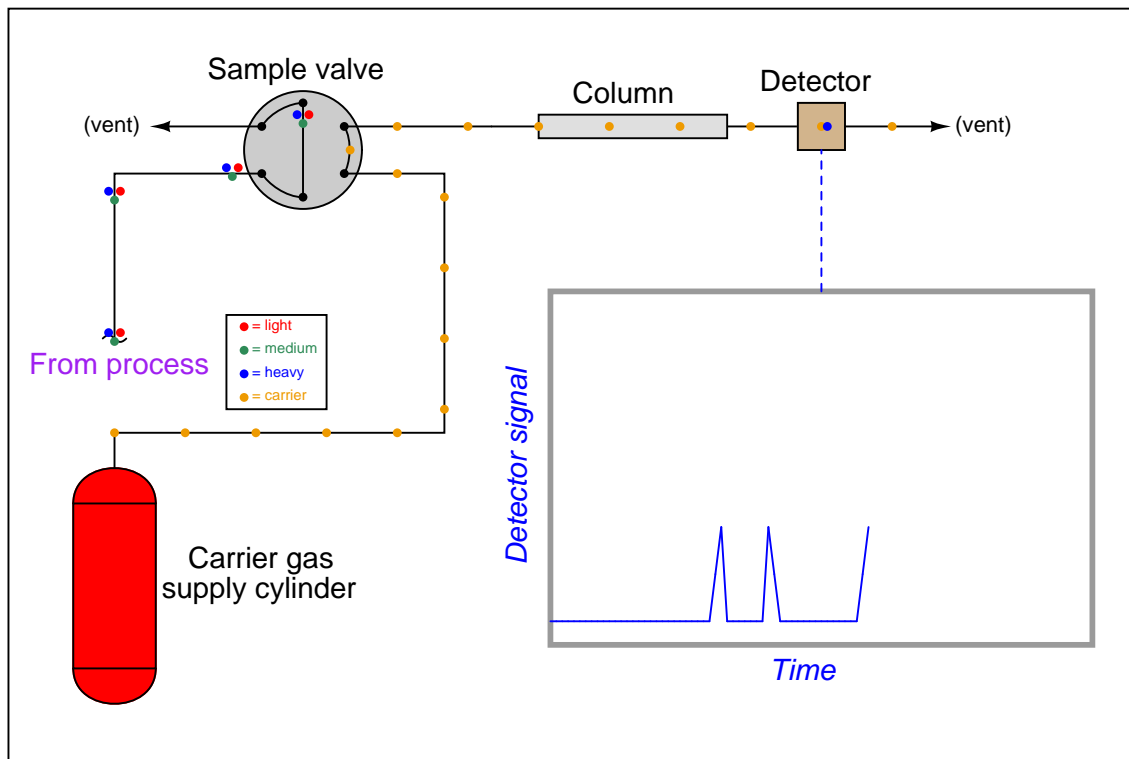 Sample valve
Column
Detector
(vent)
(vent)
= light
= medium
= heavy
= carrier
From process
Detector signal
Carrier gas
supply cylinder
Time